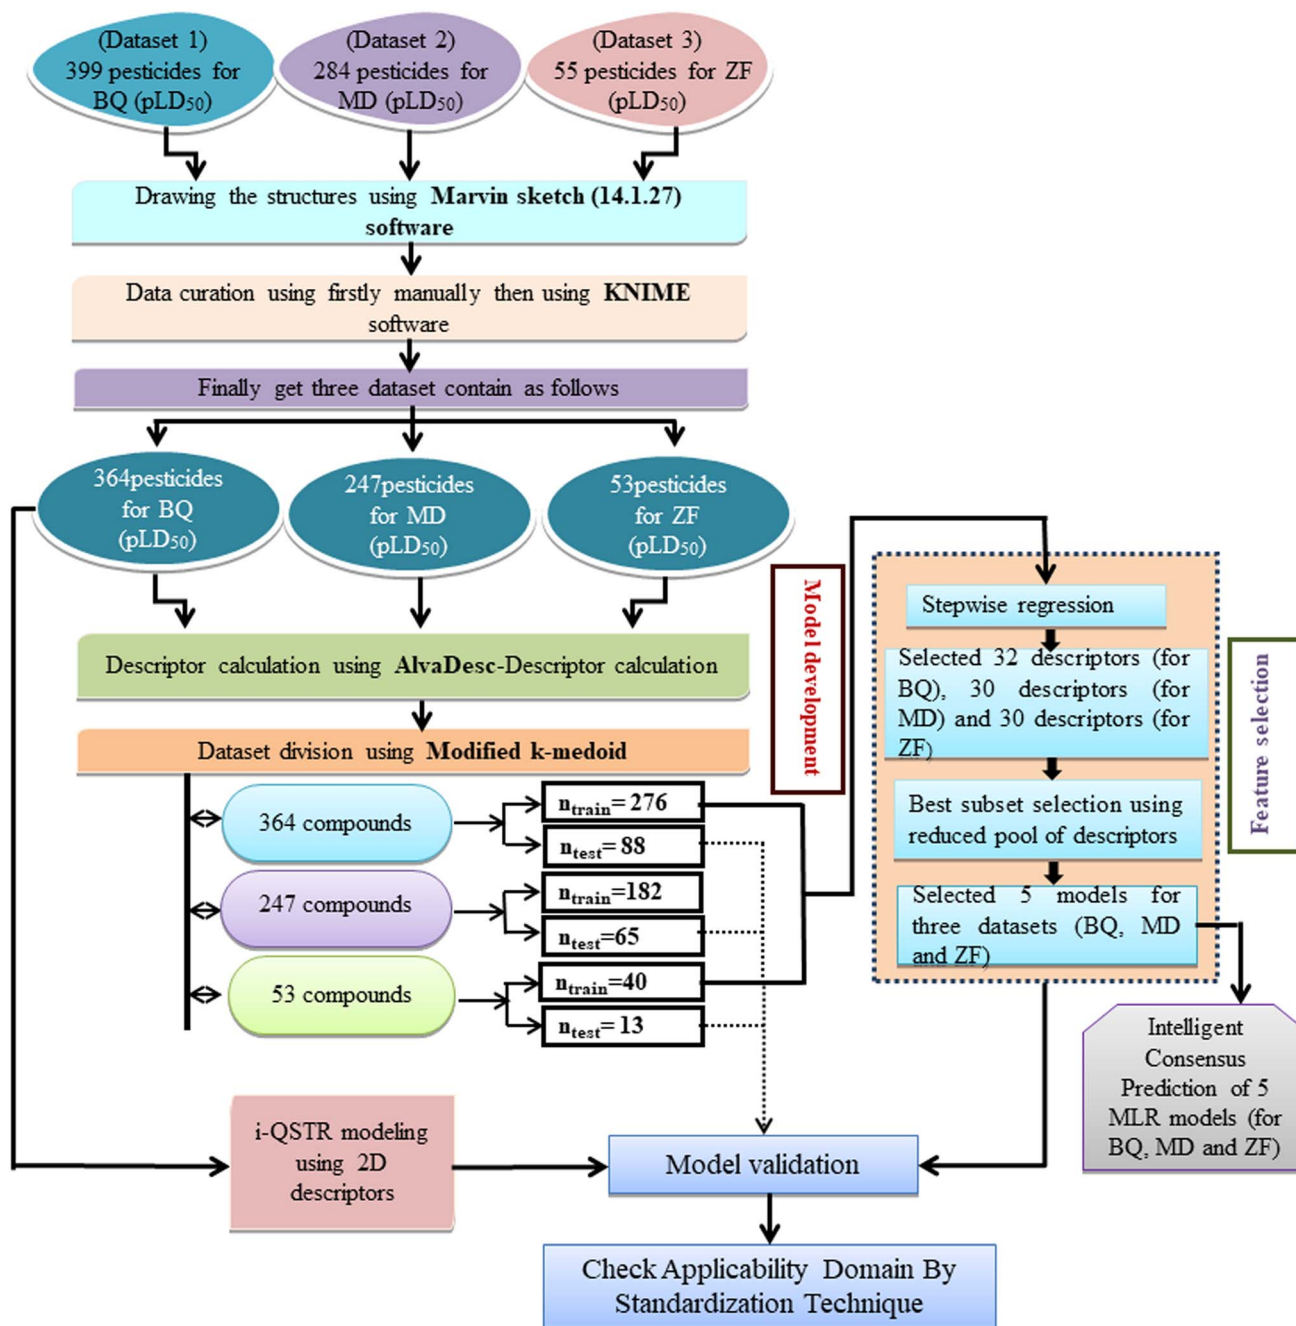 (Dataset 1)
399 pesticides for
BQ (pLD50)
(Dataset 2)
284 pesticides for
MD (pLD50)
(Dataset 3)
55 pesticides for ZF
(pLD50)
Drawing the structures using Marvin sketch (14.1.27)
software
Data curation using firstly manually then using KNIME
software
Finally get three dataset contain as follows
364pesticides
for BQ
(pLD50)
247pesticides
for MD
(pLD50)
53pesticides
for ZF
(pLD50)
Descriptor calculation using AlvaDesc-Descriptor calculation
Dataset division using Modified k-medoid
364 compounds
ntrain= 276
ntest= 88
247 compounds
ntrain=182
ntest=65
53 compounds
ntrain=40
ntest= 13
Model development
Stepwise regression
Selected 32 descriptors (for
BQ), 30 descriptors (for
MD) and 30 descriptors (for
ZF)
Best subset selection using
reduced pool of descriptors
Selected 5 models for
three datasets (BQ, MD
and ZF)
Feature selection
Intelligent
Consensus
Prediction of 5
MLR models (for
BQ, MD and ZF)
i-QSTR modeling
using 2D
descriptors
Model validation
Check Applicability Domain By
Standardization Technique